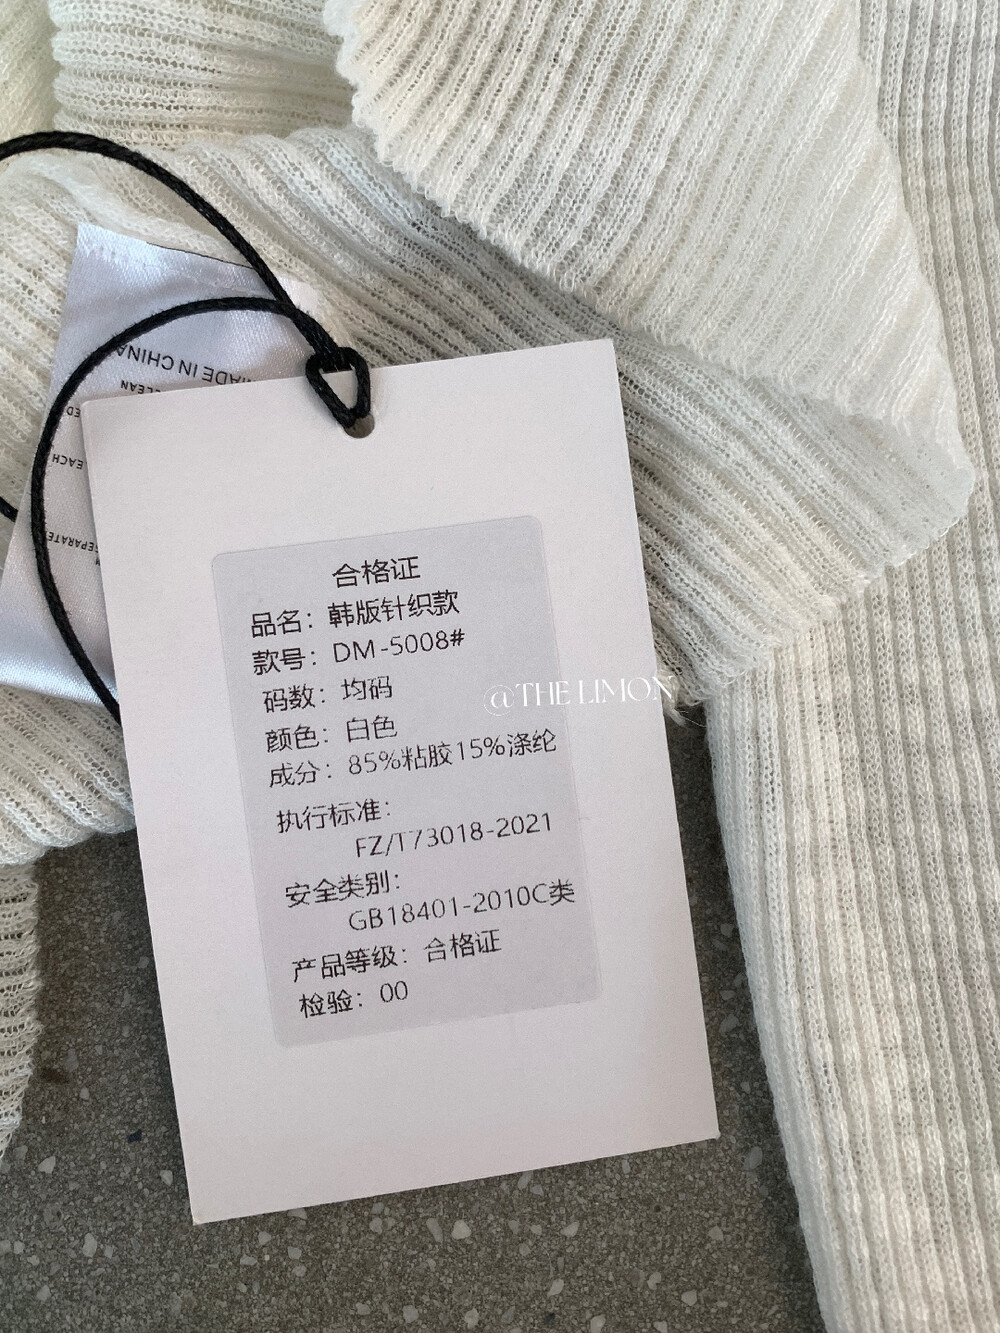 MADE IN CHINA
合格证
品名：韩版针织款
款号：DM-5008#
码数：均码
颜色：白色
成分：85%粘胶15%涤纶
执行标准：
FZ/T73018-2021
安全类别：
GB18401-2010C类
产品等级：合格证
检验：00
@THE LIMON